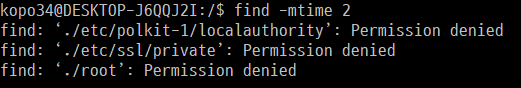 kopo34@DESKTOP-J6QQJ2I:/$ find -mtime 2
find: ‘./etc/polkit-1/localauthority’: Permission denied
find: ‘./etc/ssl/private’: Permission denied
find: ‘./root’: Permission denied